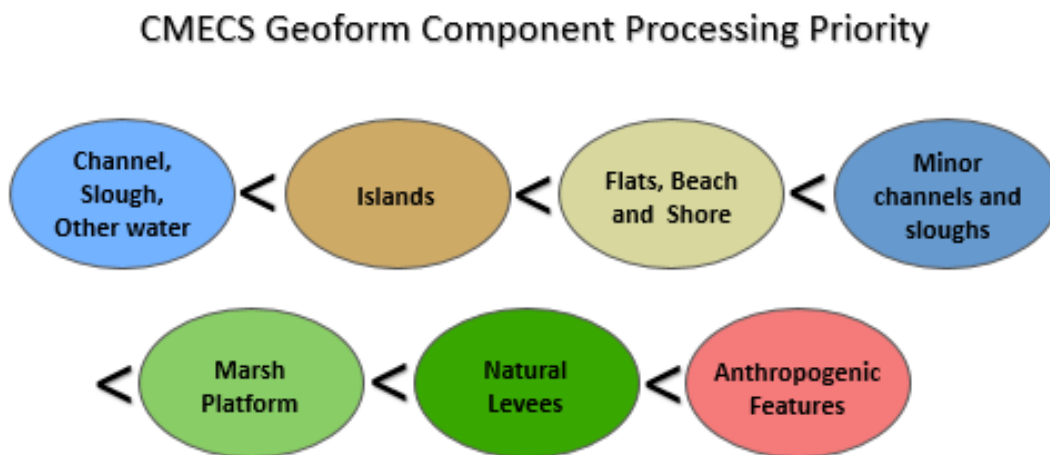 CMECS Geoform Component Processing Priority
Channel,
Slough,
Other water
<
Islands
<
Flats, Beach
and Shore
<
Minor
channels and
sloughs
<
Marsh
Platform
<
Natural
Levees
<
Anthropogenic
Features